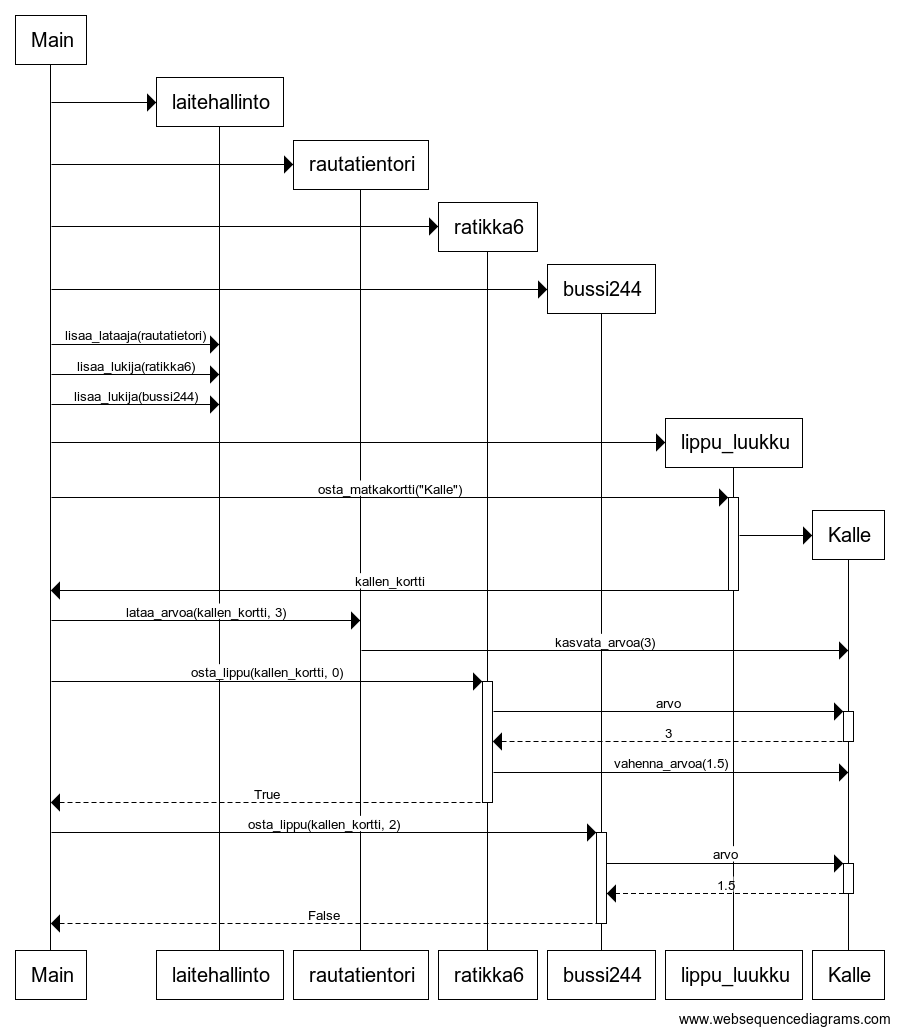 Main
laitehallinto
rautatientori
ratikka6
bussi244
lisaa_lataaja(rautatietori)
lisaa_lukija(ratikka6)
lisaa_lukija(bussi244)
lippu_luukku
osta_matkakortti("Kalle")
Kalle
kallen_kortti
lataa_arvoa(kallen_kortti, 3)
kasvata_arvoa(3)
osta_lippu(kallen_kortti, 0)
arvo
3
vahenna_arvoa(1.5)
True
osta_lippu(kallen_kortti, 2)
arvo
1.5
False
Main laitehallinto rautatientori ratikka6 bussi244 lippu_luukku Kalle
www.websequencediagrams.com